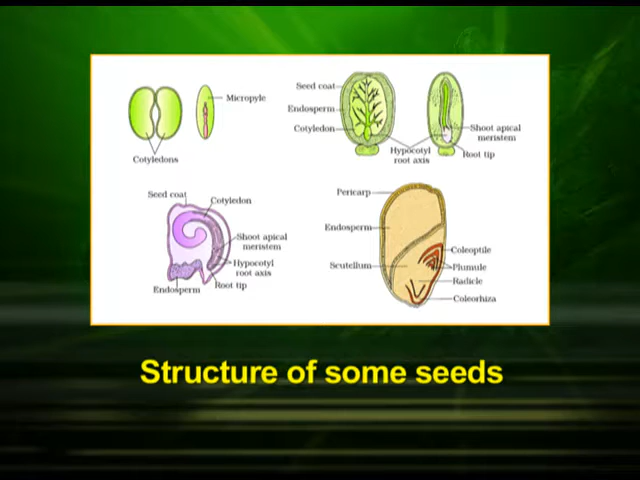 Micropyle
Cotyledons
Seed coat
Endosperm
Cotyledon
Hypocotyl
root axis
Shoot apical
meristem
Root tip
Seed coat
Cotyledon
Shoot apical
meristem
Hypocotyl
root axis
Root tip
Endosperm
Pericarp
Endosperm
Scutellum
Coleoptile
Plumule
Radicle
Coleorhiza
Structure of some seeds